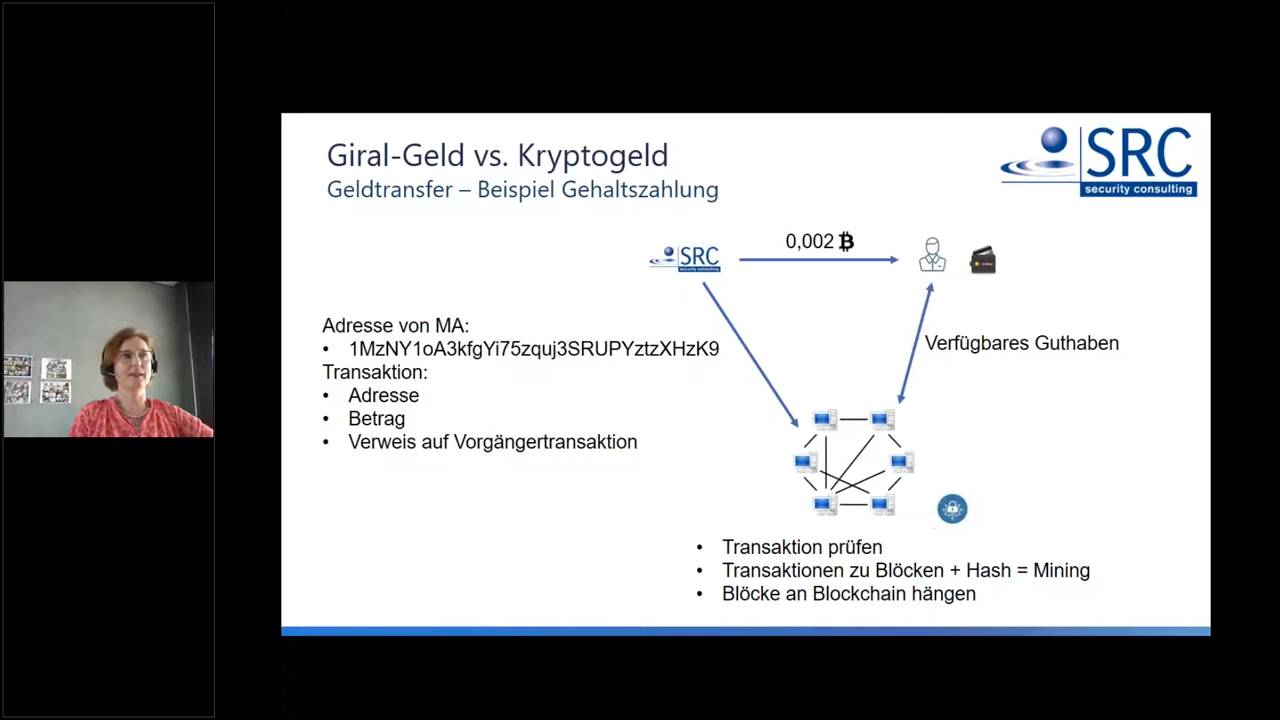 Giral-Geld vs. Kryptogeld
Geldtransfer – Beispiel Gehaltszahlung
SRC
security consulting
0,002 ₿
SRC
security consulting
Adresse von MA:
• 1MzNY1oA3kfgYi75zquj3SRUPYztzXHzK9
Transaktion:
• Adresse
• Betrag
• Verweis auf Vorgängertransaktion
Verfügbares Guthaben
• Transaktion prüfen
• Transaktionen zu Blöcken + Hash = Mining
• Blöcke an Blockchain hängen